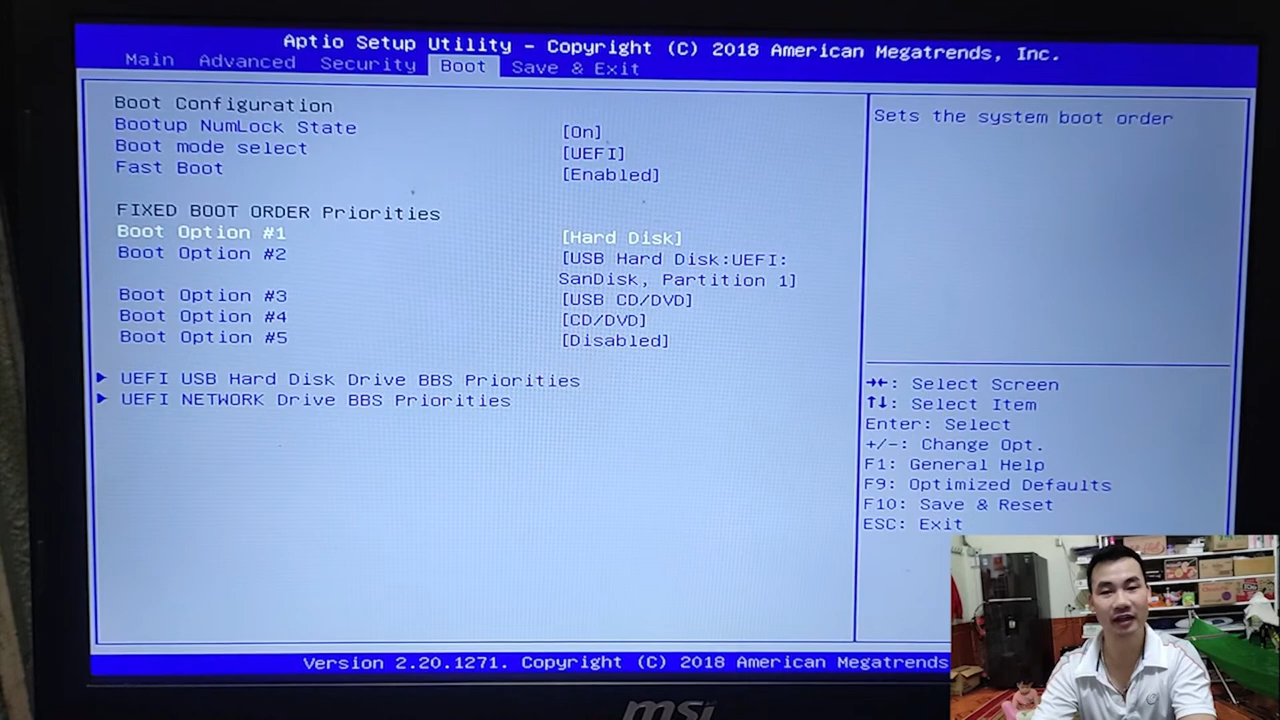 Aptio Setup Utility – Copyright (C) 2018 American Megatrends, Inc.
Main Advanced Security Boot Save & Exit
Boot Configuration
Bootup NumLock State [On]
Boot mode select [UEFI]
Fast Boot [Enabled]
FIXED BOOT ORDER Priorities
Boot Option #1 [Hard Disk]
Boot Option #2 [USB Hard Disk:UEFI:
SanDisk, Partition 1]
Boot Option #3 [USB CD/DVD]
Boot Option #4 [CD/DVD]
Boot Option #5 [Disabled]
► UEFI USB Hard Disk Drive BBS Priorities
► UEFI NETWORK Drive BBS Priorities
Sets the system boot order
→←: Select Screen
↑↓: Select Item
Enter: Select
+/-: Change Opt.
F1: General Help
F9: Optimized Defaults
F10: Save & Reset
ESC: Exit
Version 2.20.1271. Copyright (C) 2018 American Megatrends
msi